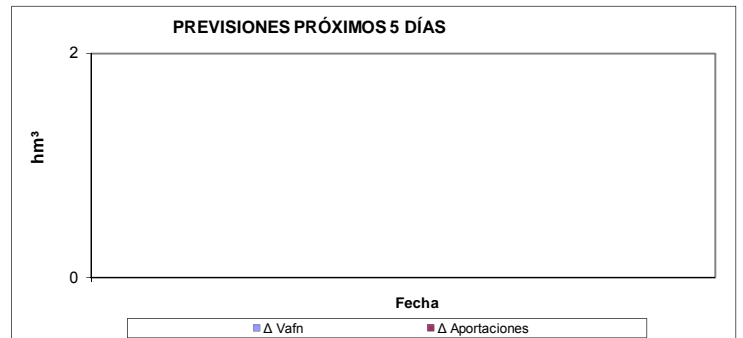 PREVISIONES PRÓXIMOS 5 DÍAS
2
hm³
0
Fecha
Δ Vafn Δ Aportaciones